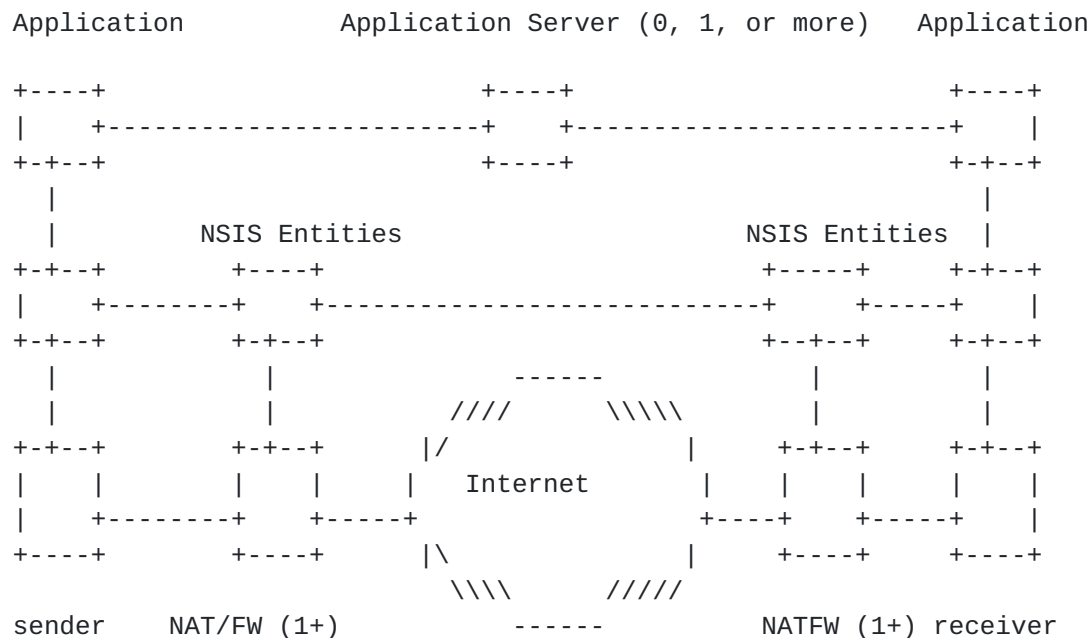 Application Application Server (0, 1, or more) Application
NSIS Entities NSIS Entities
Internet
sender NAT/FW (1+) NATFW (1+) receiver